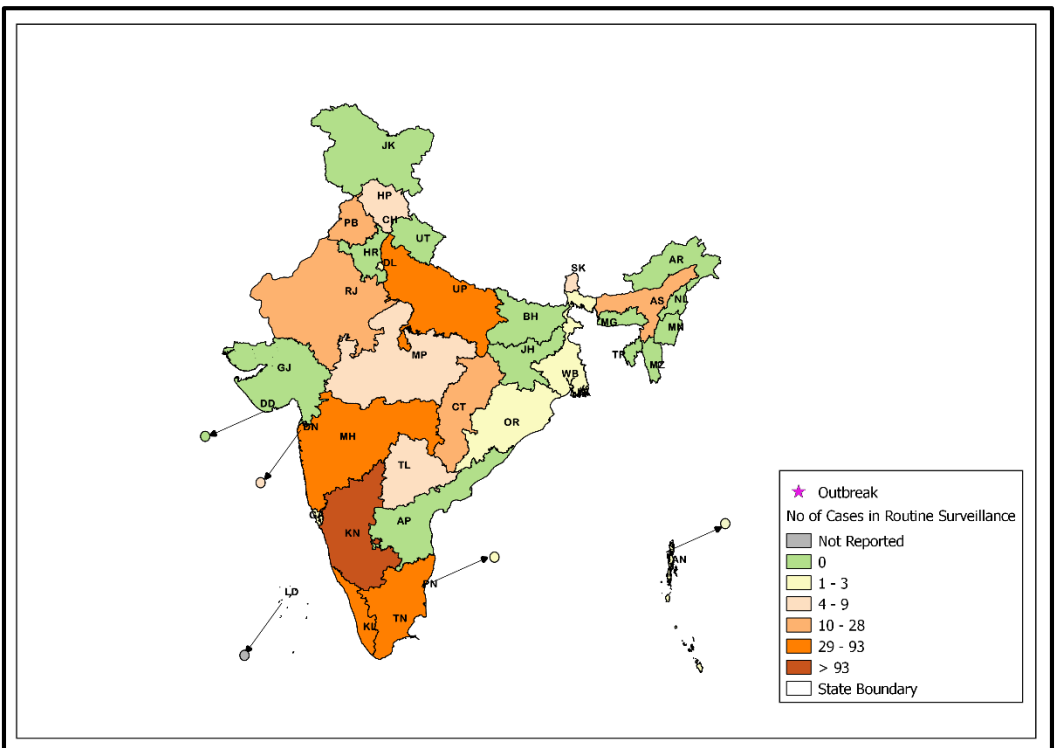 JK
HP
CH
PB
UT
HR
DL
AR
SK
RJ
UP
AS
NL
BH
MG
MN
JH
TR
MP
MZ
GJ
WB
DD
CT
DN
OR
MH
TL
GA
AP
KN
AN
PN
LD
TN
KL
Outbreak
No of Cases in Routine Surveillance
Not Reported
0
1 - 3
4 - 9
10 - 28
29 - 93
> 93
State Boundary